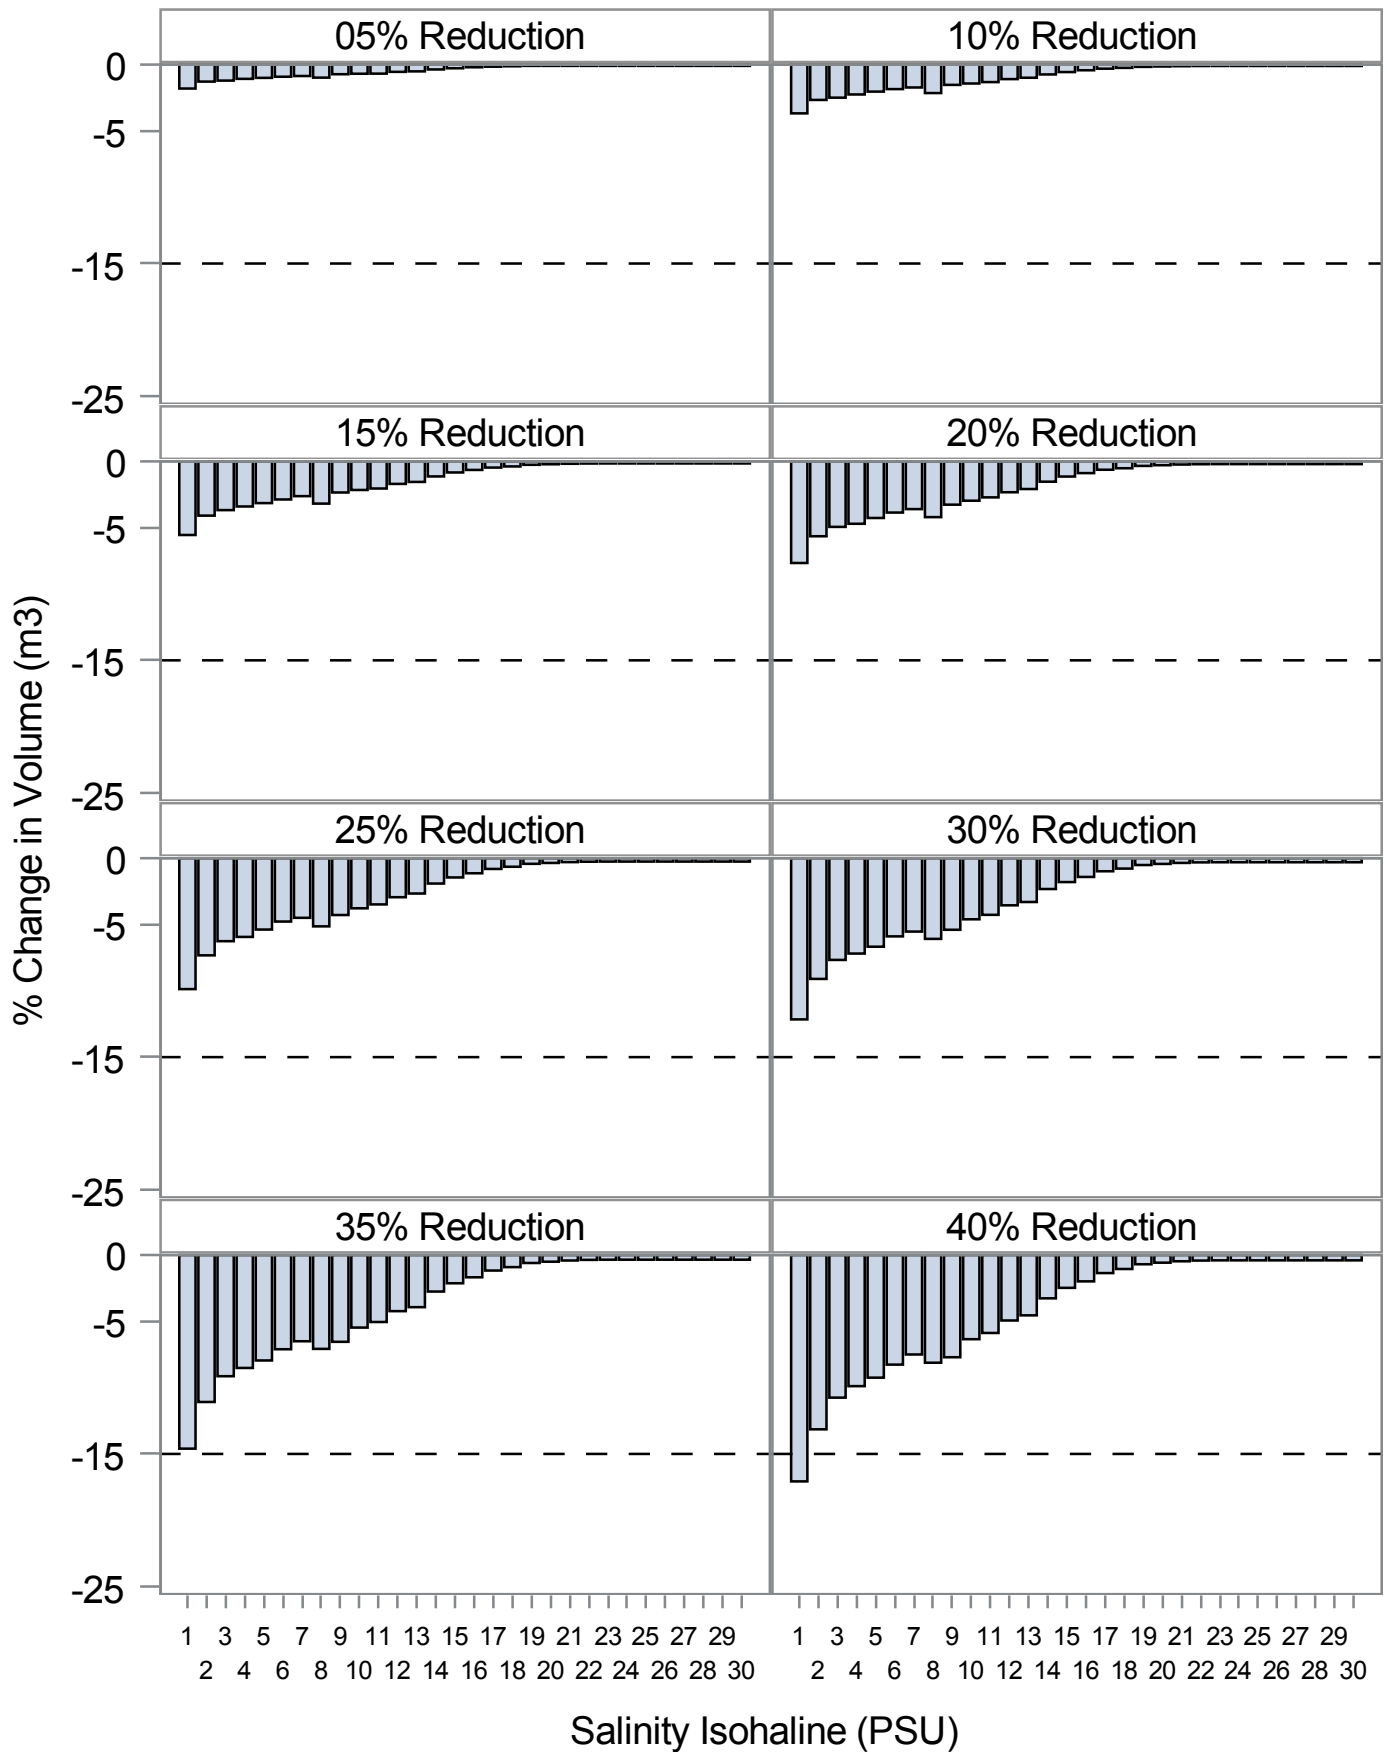 05% Reduction
10% Reduction
0
-5
-15
-25
15% Reduction
20% Reduction
0
-5
-15
-25
25% Reduction
30% Reduction
0
-5
-15
-25
35% Reduction
40% Reduction
0
-5
-15
-25
% Change in Volume (m3)
1 3 5 7 9 11 13 15 17 19 21 23 25 27 29
2 4 6 8 10 12 14 16 18 20 22 24 26 28 30
1 3 5 7 9 11 13 15 17 19 21 23 25 27 29
2 4 6 8 10 12 14 16 18 20 22 24 26 28 30
Salinity Isohaline (PSU)